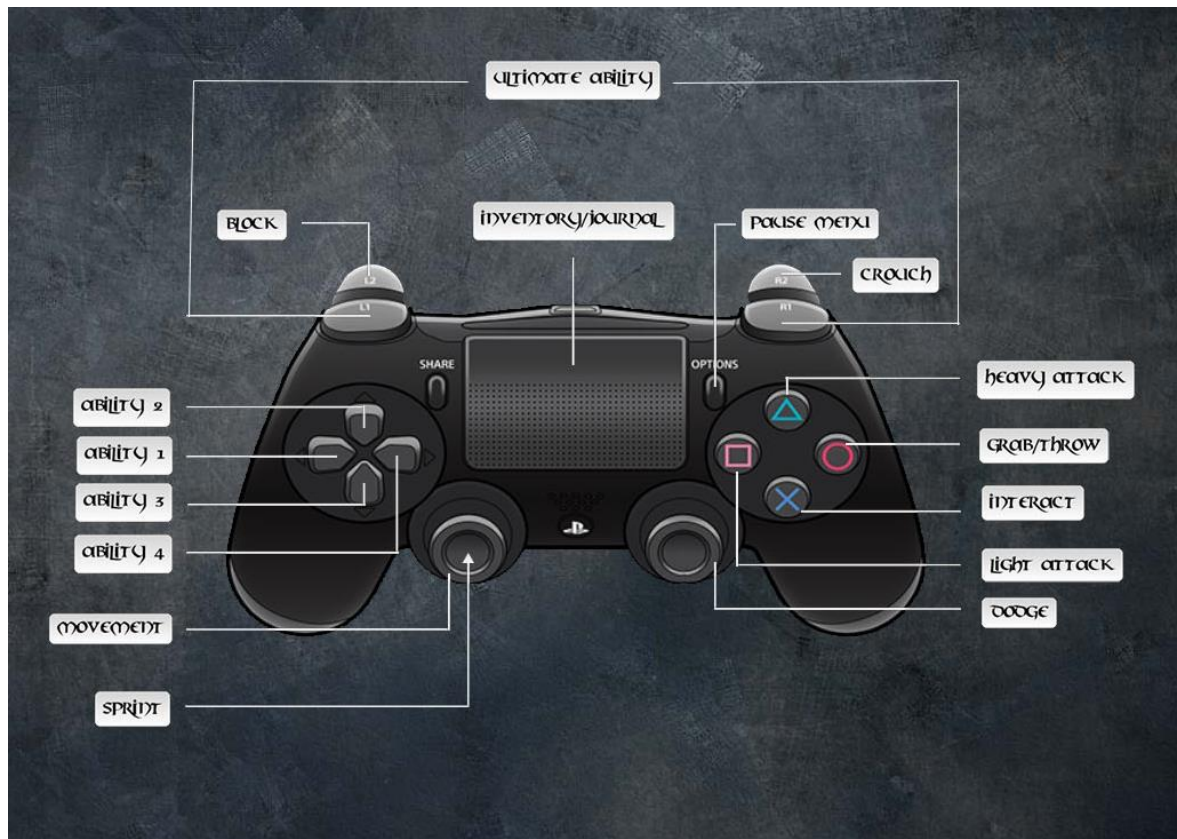 ULTIMATE ABILITY
BLOCK
INVENTORY/JOURNAL
PAUSE MENU
CROUCH
L2
R2
L1
R1
SHARE
OPTIONS
HEAVY ATTACK
ABILITY 2
GRAB/THROW
ABILITY 1
INTERACT
ABILITY 3
ABILITY 4
LIGHT ATTACK
DODGE
MOVEMENT
SPRINT